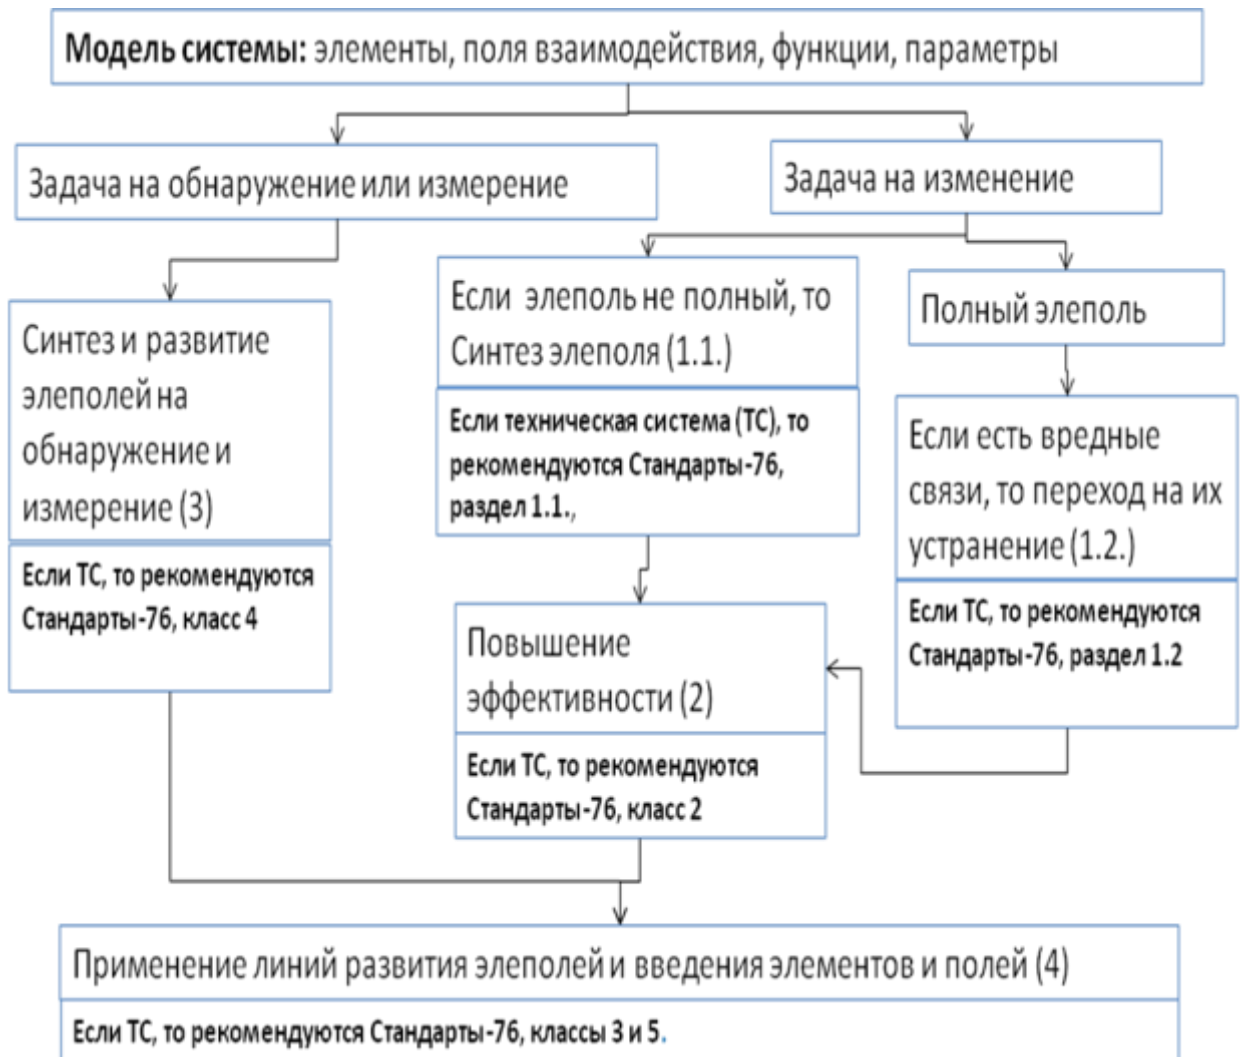 Модель системы: элементы, поля взаимодействия, функции, параметры
Задача на обнаружение или измерение
Задача на изменение
Если элеполь не полный, то
Синтез элеполя (1.1.)
Если техническая система (ТС), то
рекомендуются Стандарты-76,
раздел 1.1.,
Полный элеполь
Синтез и развитие
элеполей на
обнаружение и
измерение (3)
Если ТС, то рекомендуются
Стандарты-76, класс 4
Если есть вредные
связи, то переход на их
устранение (1.2.)
Если ТС, то рекомендуются
Стандарты-76, раздел 1.2
Повышение
эффективности (2)
Если ТС, то рекомендуются
Стандарты-76, класс 2
Применение линий развития элеполей и введения элементов и полей (4)
Если ТС, то рекомендуются Стандарты-76, классы 3 и 5.